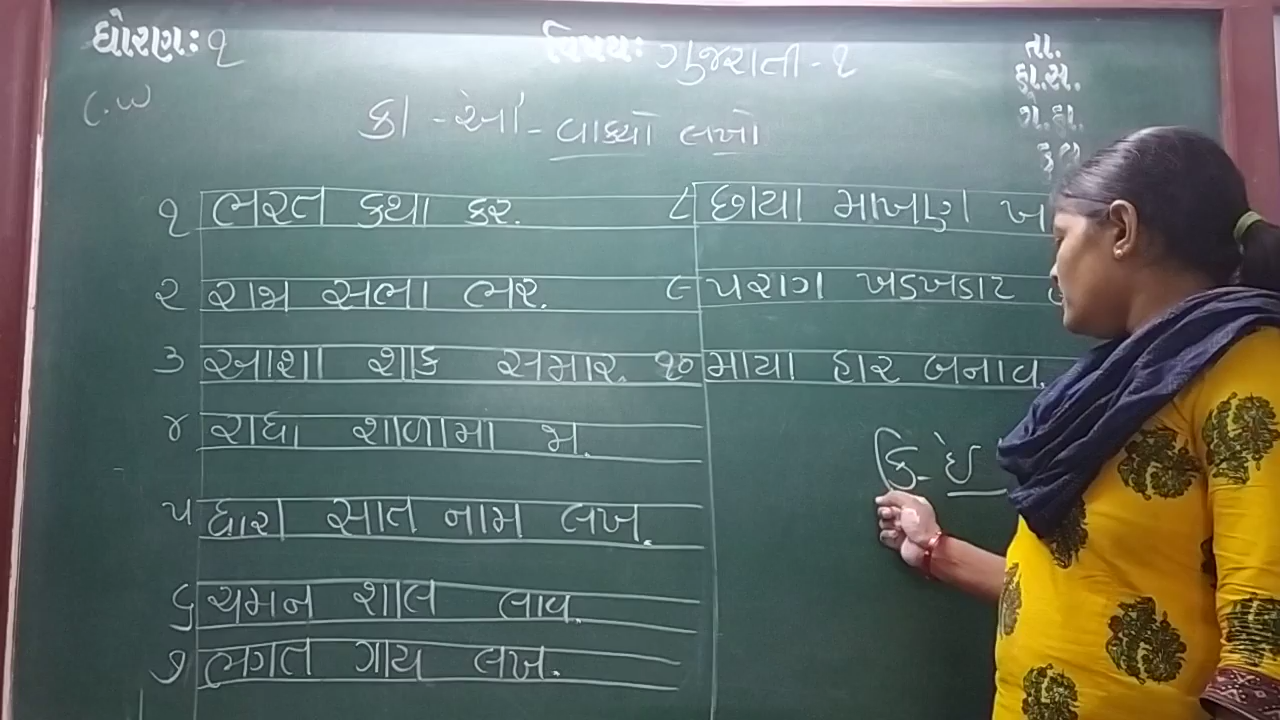 ધોરણ: ૧
વિષય: ગુજરાતી - ૧
તા.
હા.સં.
ગે.હા.
કુલ
C.W
કા - આ - વાક્યો લખો
૧ ભરત કથા કર.
૨ રાજા સભા ભર.
૩ આશા શાક સમાર.
૪ રાધા શાળામા જા.
૫ ધારા સાત નામ લખ.
૬ ચમન શાલ લાવ.
૭ ભગત ગાય લખ.
૮ છાયા માખણ ખ
૯ પરાગ ખડખડાટ
૧૦ માયા હાર બનાવ.
કિ - ઇ